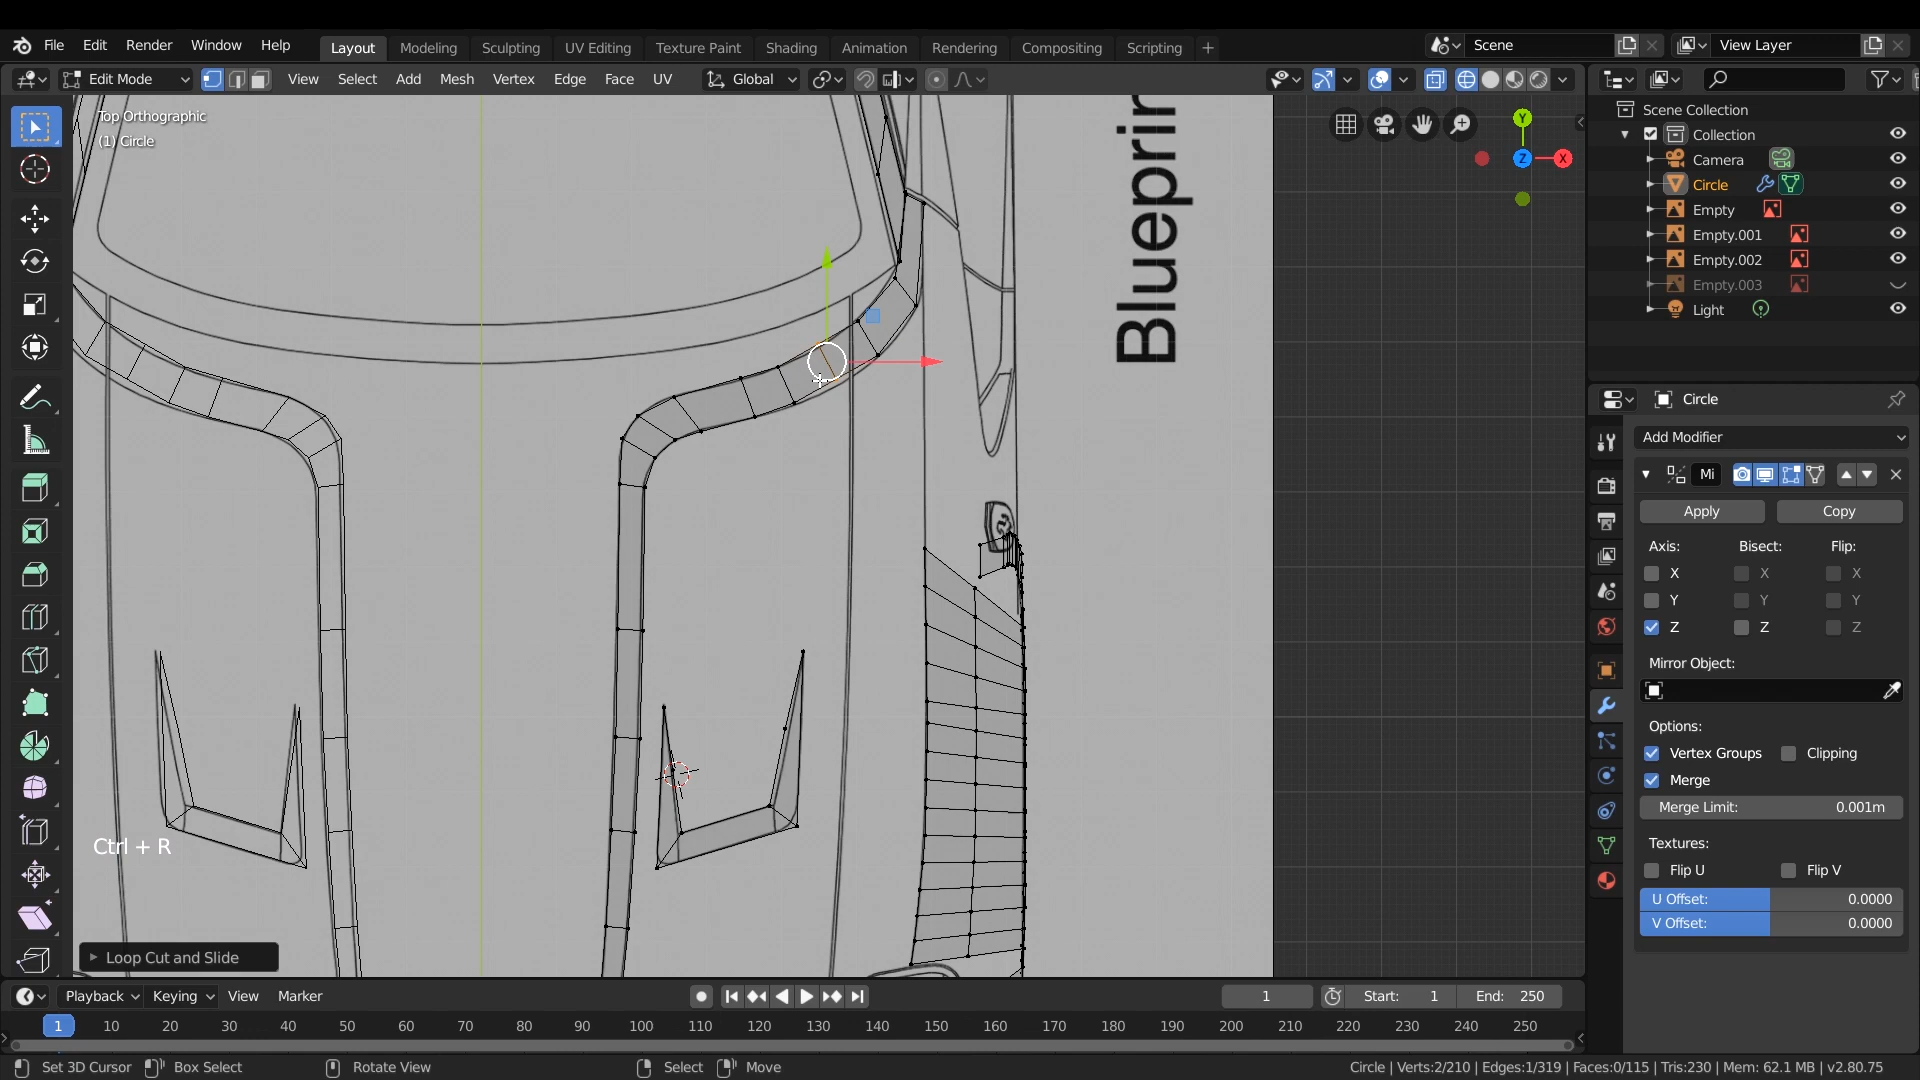 File Edit Render Window Help Layout Modeling Sculpting UV Editing Texture Paint Shading Animation Rendering Compositing Scripting + Scene View Layer
Edit Mode View Select Add Mesh Vertex Edge Face UV Global
Top Orthographic
(1) Circle
Blueprin
Y
Z
X
Ctrl + R
Loop Cut and Slide
Scene Collection
Collection
Camera
Circle
Empty
Empty.001
Empty.002
Empty.003
Light
Circle
Add Modifier
Mi
Apply Copy
Axis: Bisect: Flip:
X X X
Y Y Y
Z Z Z
Mirror Object:
Options:
Vertex Groups Clipping
Merge
Merge Limit: 0.001m
Textures:
Flip U Flip V
U Offset: 0.0000
V Offset: 0.0000
Playback Keying View Marker 1 Start: 1 End: 250
1 10 20 30 40 50 60 70 80 90 100 110 120 130 140 150 160 170 180 190 200 210 220 230 240 250
Set 3D Cursor Box Select Rotate View Select Move Circle | Verts:2/210 | Edges:1/319 | Faces:0/115 | Tris:230 | Mem: 62.1 MB | v2.80.75